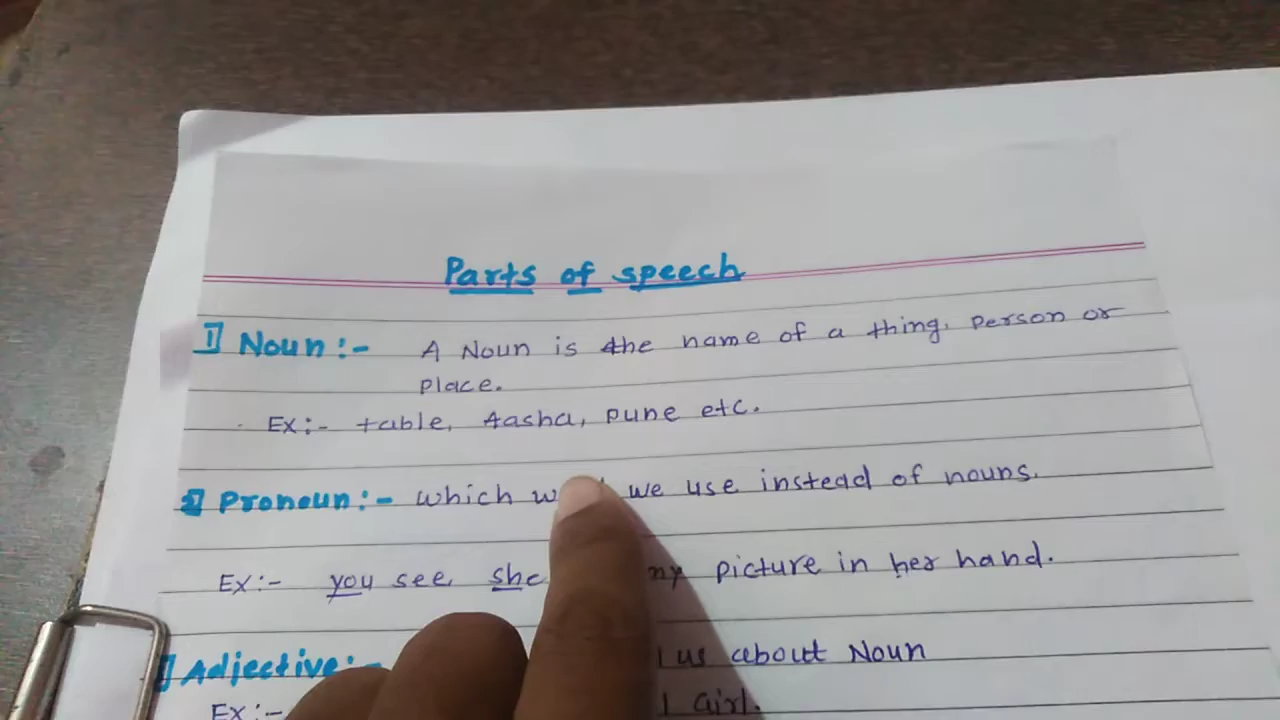 Parts of speech
1] Noun :- A Noun is the name of a thing, person or
place.
Ex :- table, Aasha, pune etc.
2] Pronoun :- which we use instead of nouns.
Ex :- you see, she my picture in her hand.
] Adjective :- us about Noun
Ex :- Girl.